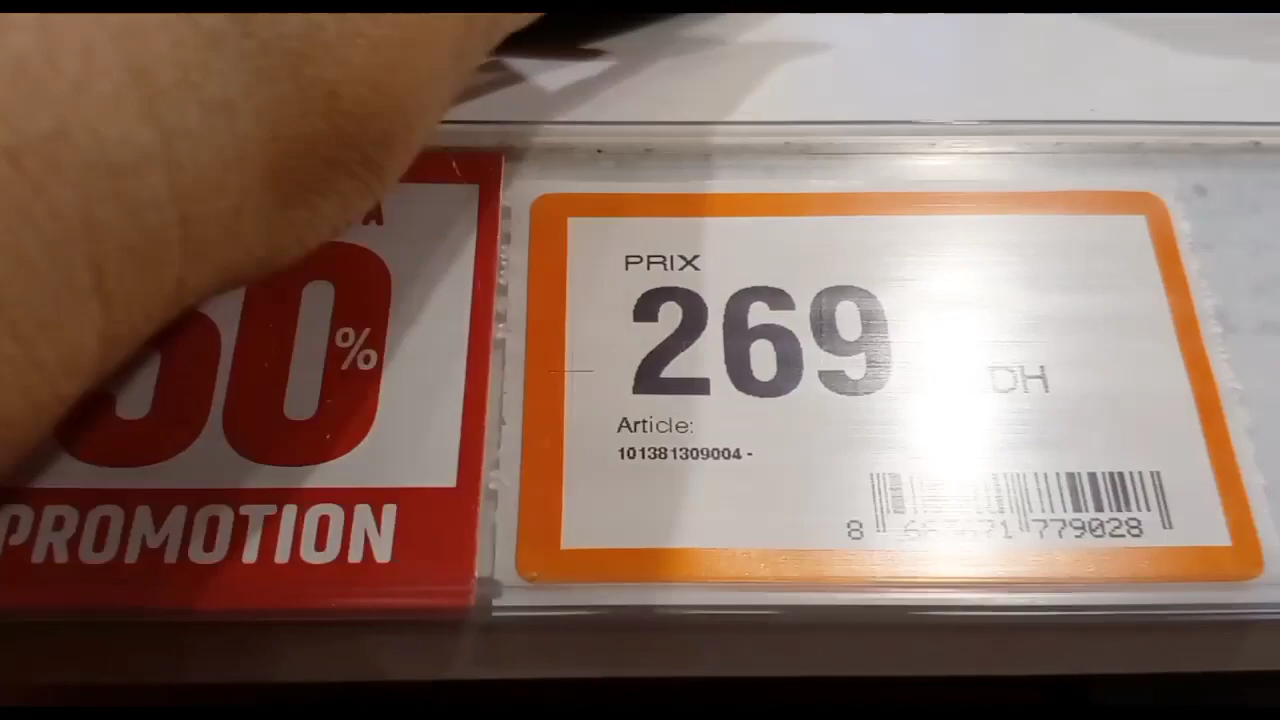 %
PROMOTION
PRIX
269
DH
Article:
101381309004 -
779028